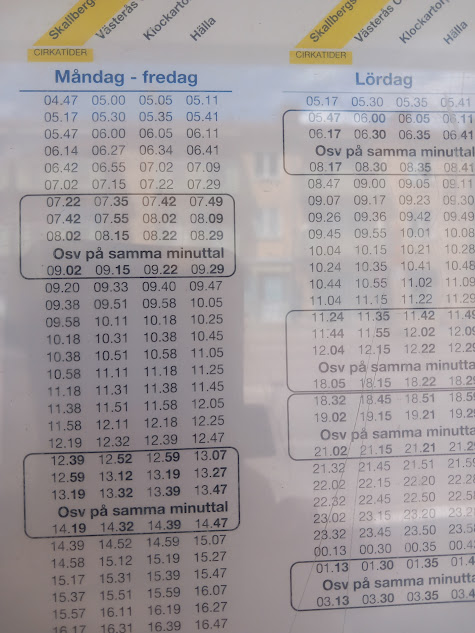 Skallbergs
Västerås C
Klockartorp
Hälla
CIRKATIDER
Måndag - fredag
04.47 05.00 05.05 05.11
05.17 05.30 05.35 05.41
05.47 06.00 06.05 06.11
06.14 06.27 06.34 06.41
06.42 06.55 07.02 07.09
07.02 07.15 07.22 07.29
07.22 07.35 07.42 07.49
07.42 07.55 08.02 08.09
08.02 08.15 08.22 08.29
Osv på samma minuttal
09.02 09.15 09.22 09.29
09.20 09.33 09.40 09.47
09.38 09.51 09.58 10.05
09.58 10.11 10.18 10.25
10.18 10.31 10.38 10.45
10.38 10.51 10.58 11.05
10.58 11.11 11.18 11.25
11.18 11.31 11.38 11.45
11.38 11.51 11.58 12.05
11.58 12.11 12.18 12.25
12.19 12.32 12.39 12.47
12.39 12.52 12.59 13.07
12.59 13.12 13.19 13.27
13.19 13.32 13.39 13.47
Osv på samma minuttal
14.19 14.32 14.39 14.47
14.39 14.52 14.59 15.07
14.58 15.12 15.19 15.27
15.17 15.31 15.39 15.47
15.37 15.51 15.59 16.07
15.57 16.11 16.19 16.27
16.17 16.31 16.39 16.47
Skallbergs
Västerås C
Klockartorp
Hälla
CIRKATIDER
Lördag
05.17 05.30 05.35 05.41
05.47 06.00 06.05 06.11
06.17 06.30 06.35 06.41
Osv på samma minuttal
08.17 08.30 08.35 08.41
08.47 09.00 09.05 09.11
09.07 09.17 09.23 09.30
09.26 09.36 09.42 09.49
09.45 09.55 10.01 10.08
10.04 10.15 10.21 10.28
10.24 10.35 10.41 10.48
10.44 10.55 11.02 11.09
11.04 11.15 11.22 11.29
11.24 11.35 11.42 11.49
11.44 11.55 12.02 12.09
12.04 12.15 12.22 12.29
Osv på samma minuttal
18.05 18.15 18.22 18.29
18.32 18.45 18.51 18.5
19.02 19.15 19.21 19.2
Osv på samma minuttal
21.02 21.15 21.21 21.2
21.32 21.45 21.51 21.5
22.02 22.15 22.20 22.2
22.32 22.45 22.50 22.5
23.02 23.15 23.20 23.2
23.32 23.45 23.50 23.5
00.13 00.30 00.35 00.4
01.13 01.30 01.35 01.4
Osv på samma minuttal
03.13 03.30 03.35 03.4